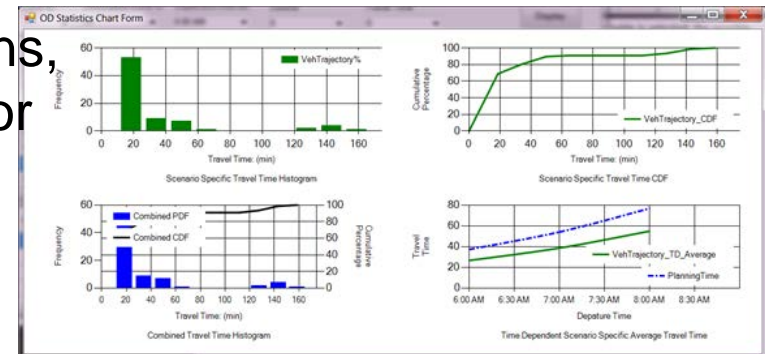 ns,
or
OD Statistics Chart Form
Display
60
40
20
0
Frequency
VehTrajectory%
0 20 40 60 80 100 120 140 160
Travel Time: (min)
Scenario Specific Travel Time Histogram
100
80
60
40
20
0
Cumulative
Percentage
VehTrajectory_CDF
0 20 40 60 80 100 120 140 160
Travel Time: (min)
Scenario Specific Travel Time CDF
60
40
20
0
Frequency
Combined PDF
Combined CDF
100
80
60
40
20
0
Cumulative
Percentage
0 20 40 60 80 100 120 140 160
Travel Time: (min)
Combined Travel Time Histogram
80
60
40
20
0
Travel
Time
VehTrajectory_TD_Average
PlanningTime
6:00 AM 6:30 AM 7:00 AM 7:30 AM 8:00 AM 8:30 AM
Depature Time
Time Dependent Scenario Specific Average Travel Time